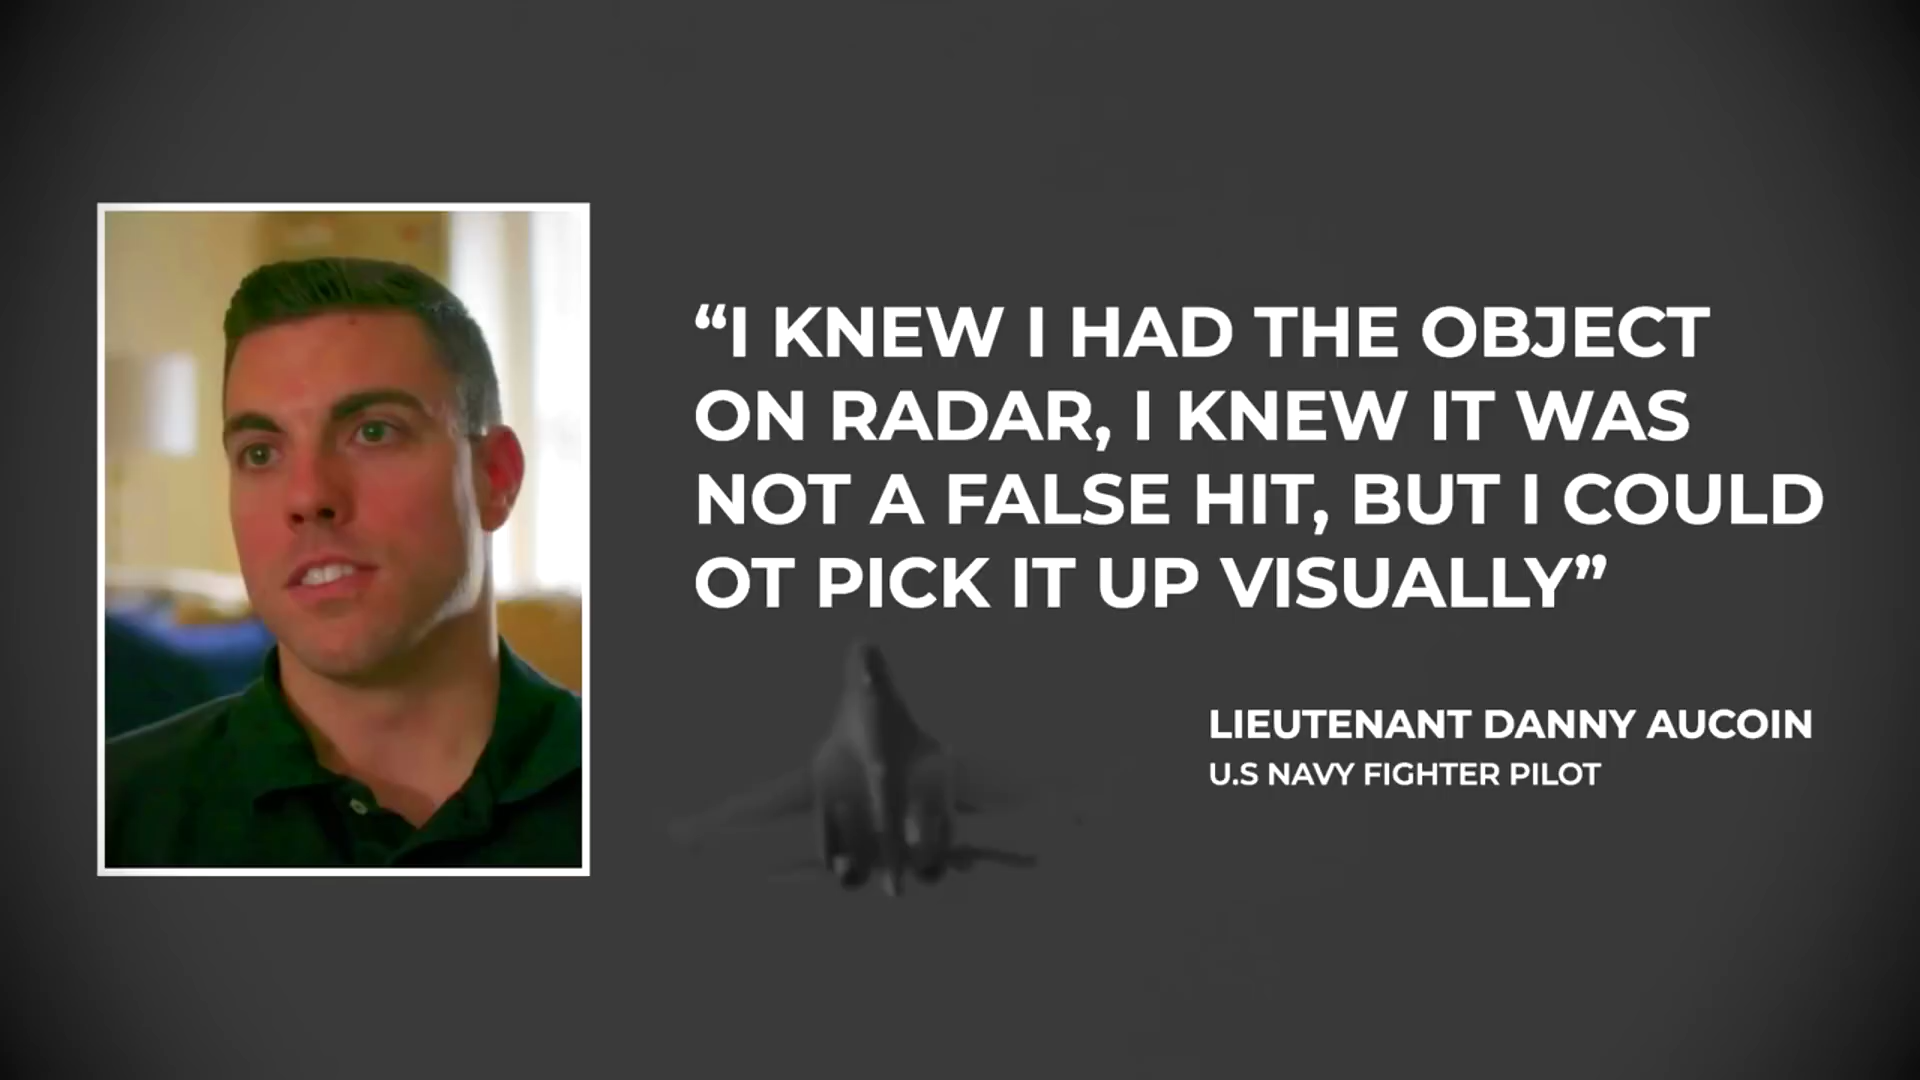 “I KNEW I HAD THE OBJECT
ON RADAR, I KNEW IT WAS
NOT A FALSE HIT, BUT I COULD
OT PICK IT UP VISUALLY”
LIEUTENANT DANNY AUCOIN
U.S NAVY FIGHTER PILOT